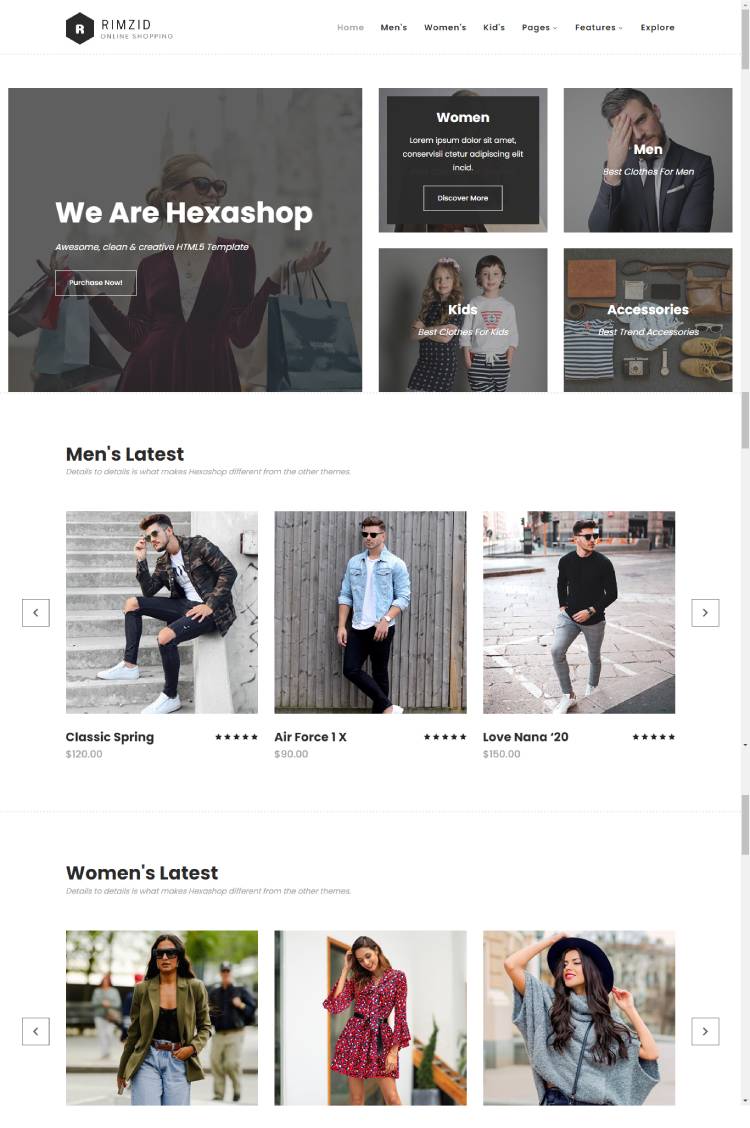 RIMZID
ONLINE SHOPPING
Home Men's Women's Kid's Pages Features Explore
We Are Hexashop
Awesome, clean & creative HTML5 Template
Purchase Now!
Women
Lorem ipsum dolor sit amet,
conservisii ctetur adipiscing elit
incid.
Discover More
Men
Best Clothes For Men
Kids
Best Clothes For Kids
Accessories
Best Trend Accessories
Men's Latest
Details to details is what makes Hexashop different from the other themes.
Classic Spring
$120.00
Air Force 1 X
$90.00
Love Nana ‘20
$150.00
Women's Latest
Details to details is what makes Hexashop different from the other themes.